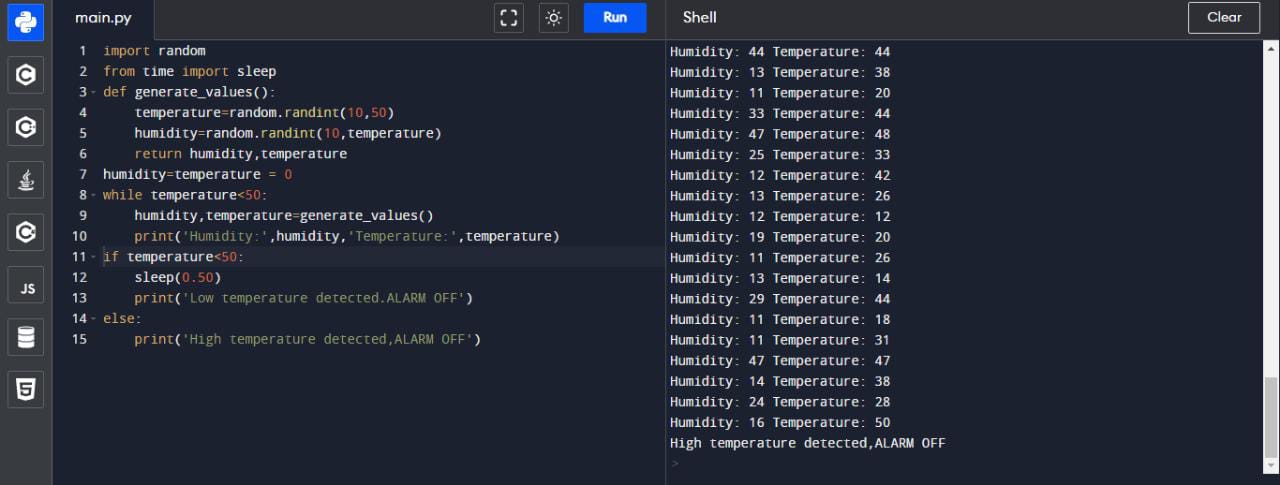 main.py
Run
1 import random
2 from time import sleep
3 def generate_values():
4     temperature=random.randint(10,50)
5     humidity=random.randint(10,temperature)
6     return humidity,temperature
7 humidity=temperature = 0
8 while temperature<50:
9     humidity,temperature=generate_values()
10     print('Humidity:',humidity,'Temperature:',temperature)
11 if temperature<50:
12     sleep(0.50)
13     print('Low temperature detected.ALARM OFF')
14 else:
15     print('High temperature detected,ALARM OFF')
JS
5
Shell
Clear
Humidity: 44 Temperature: 44
Humidity: 13 Temperature: 38
Humidity: 11 Temperature: 20
Humidity: 33 Temperature: 44
Humidity: 47 Temperature: 48
Humidity: 25 Temperature: 33
Humidity: 12 Temperature: 42
Humidity: 13 Temperature: 26
Humidity: 12 Temperature: 12
Humidity: 19 Temperature: 20
Humidity: 11 Temperature: 26
Humidity: 13 Temperature: 14
Humidity: 29 Temperature: 44
Humidity: 11 Temperature: 18
Humidity: 11 Temperature: 31
Humidity: 47 Temperature: 47
Humidity: 14 Temperature: 38
Humidity: 24 Temperature: 28
Humidity: 16 Temperature: 50
High temperature detected,ALARM OFF
>